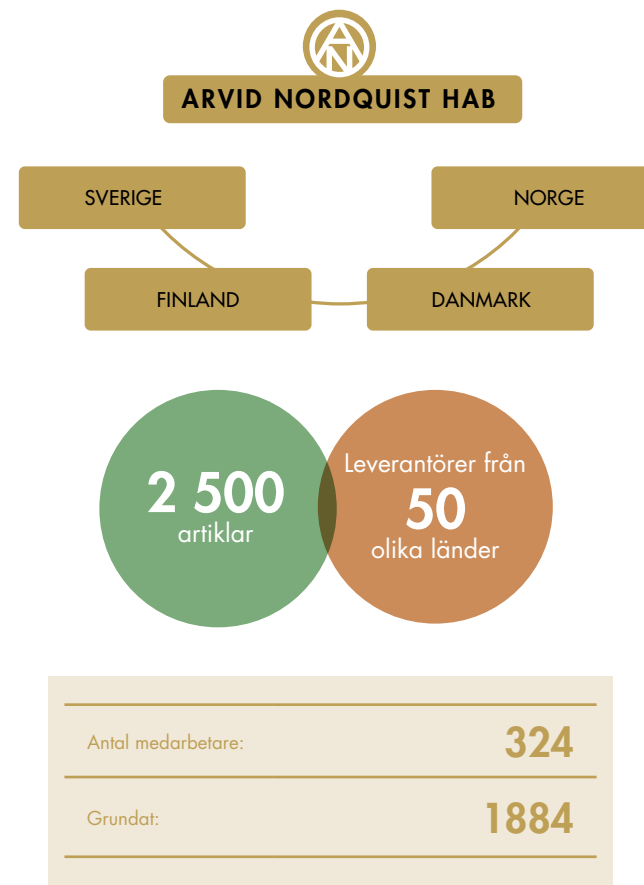 AN
ARVID NORDQUIST HAB
SVERIGE
NORGE
FINLAND
DANMARK
2 500
artiklar
Leverantörer från
50
olika länder
Antal medarbetare: 324
Grundat: 1884